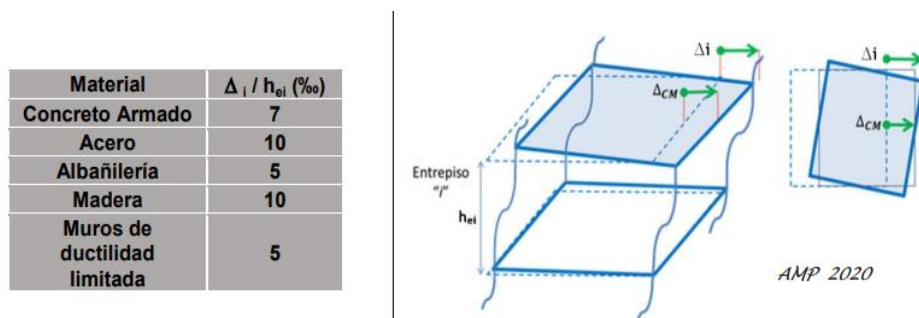 Material Δ i / hei (‰)
Concreto Armado 7
Acero 10
Albañilería 5
Madera 10
Muros de
ductilidad 5
limitada
Δi
ΔCM
Entrepiso
"i"
hei
Δi
ΔCM
AMP 2020